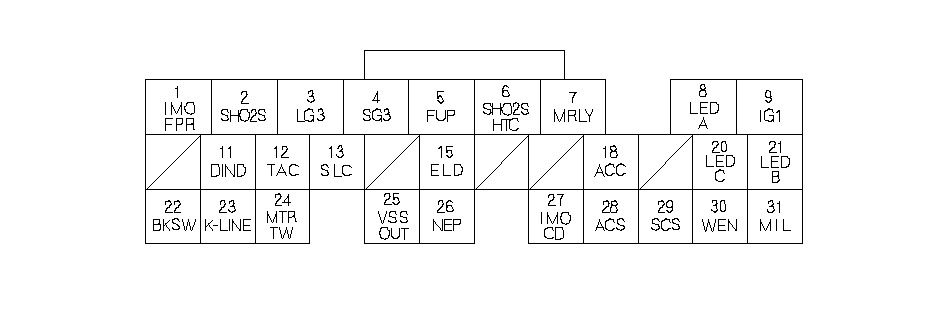 1
IMO
FPR
2
SHO2S
3
LG3
4
SG3
5
FUP
6
SHO2S
HTC
7
MRLY
8
LED
A
9
IG1
11
DIND
12
TAC
13
SLC
15
ELD
18
ACC
20
LED
C
21
LED
B
22
BKSW
23
K-LINE
24
MTR
TW
25
VSS
OUT
26
NEP
27
IMO
CD
28
ACS
29
SCS
30
WEN
31
MIL